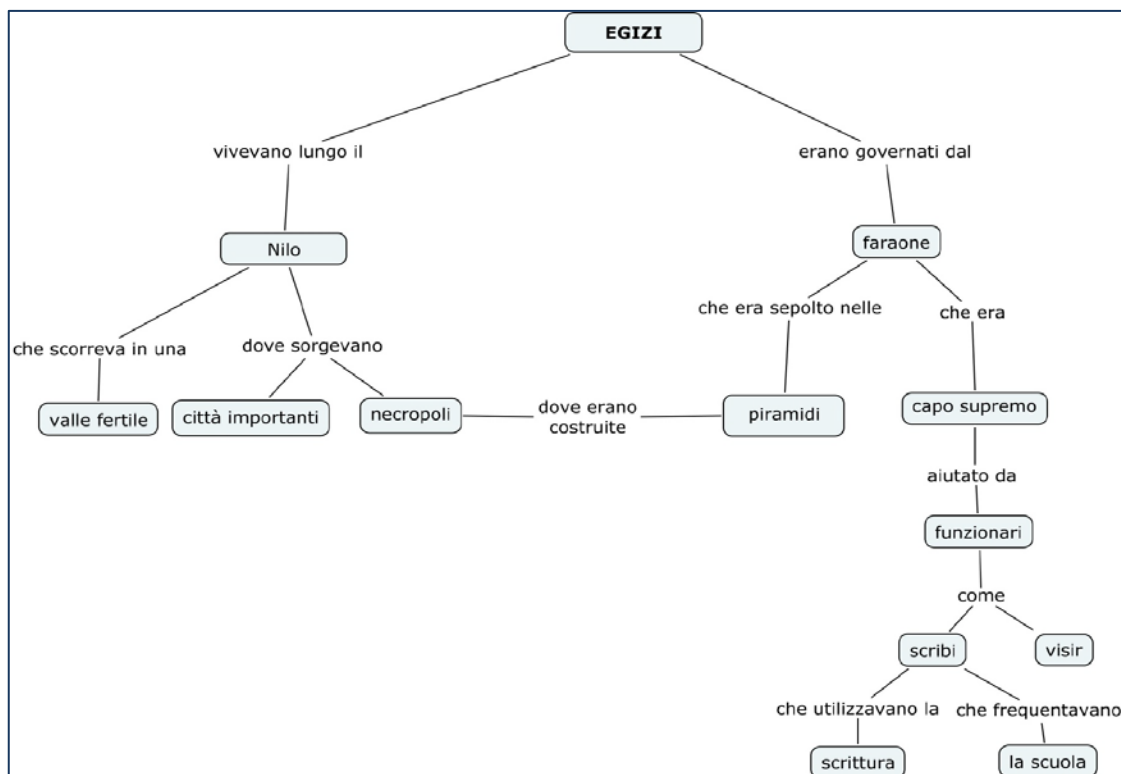 EGIZI
vivevano lungo il
erano governati dal
Nilo
faraone
che era sepolto nelle
che era
che scorreva in una
dove sorgevano
valle fertile
città importanti
necropoli
dove erano
costruite
piramidi
capo supremo
aiutato da
funzionari
come
scribi
visir
che utilizzavano la
che frequentavano
scrittura
la scuola